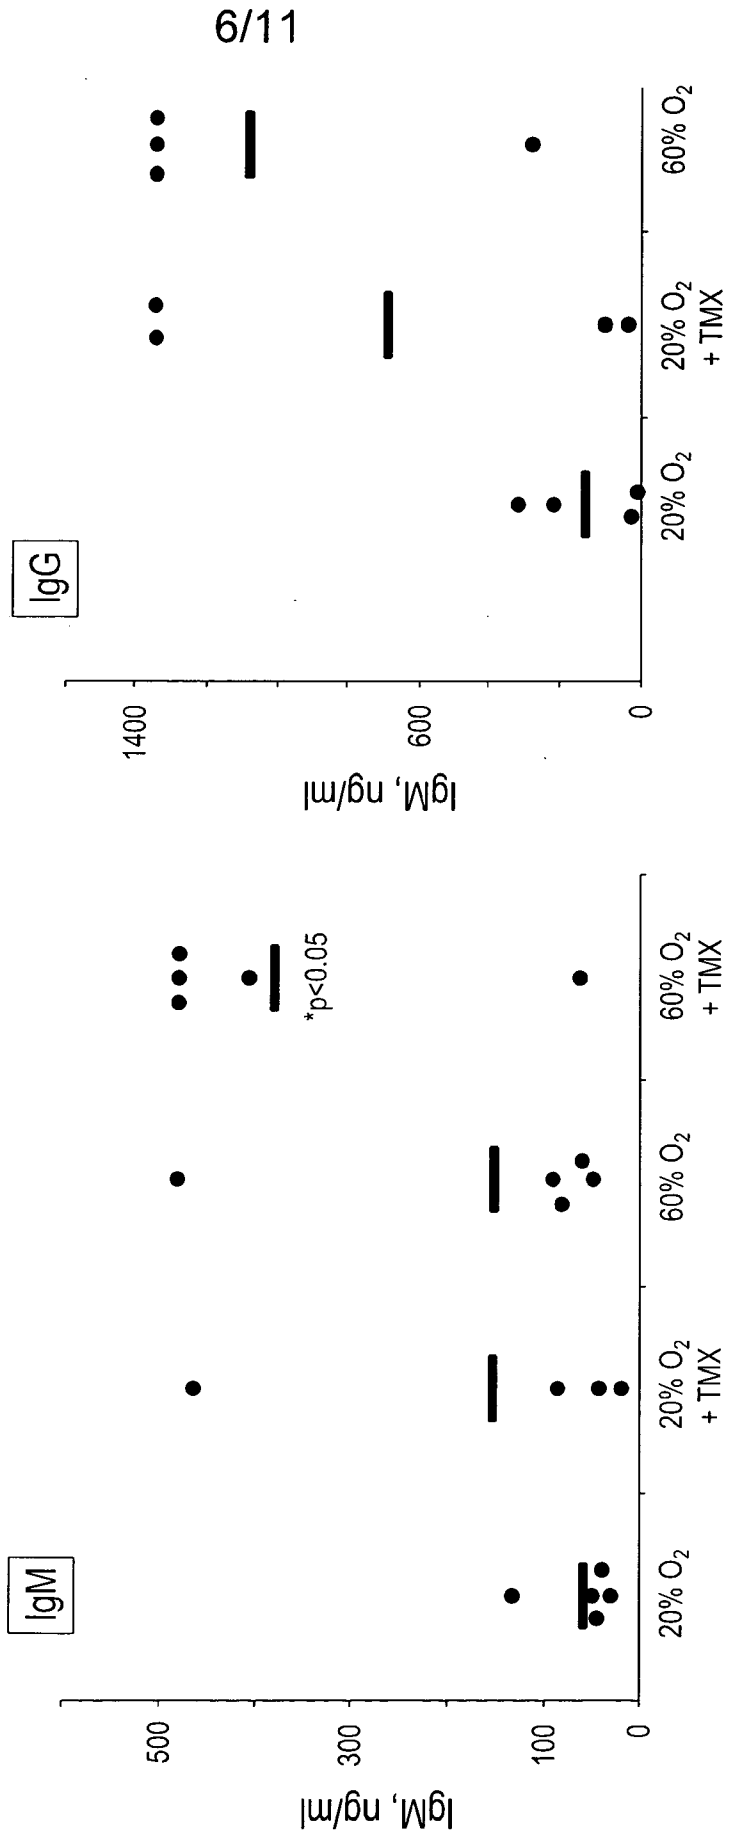 6/11
IgM
IgM, ng/ml
500
300
100
0
20% O2
20% O2
+ TMX
60% O2
60% O2
+ TMX
*p<0.05
IgG
IgM, ng/ml
1400
600
0
20% O2
20% O2
+ TMX
60% O2